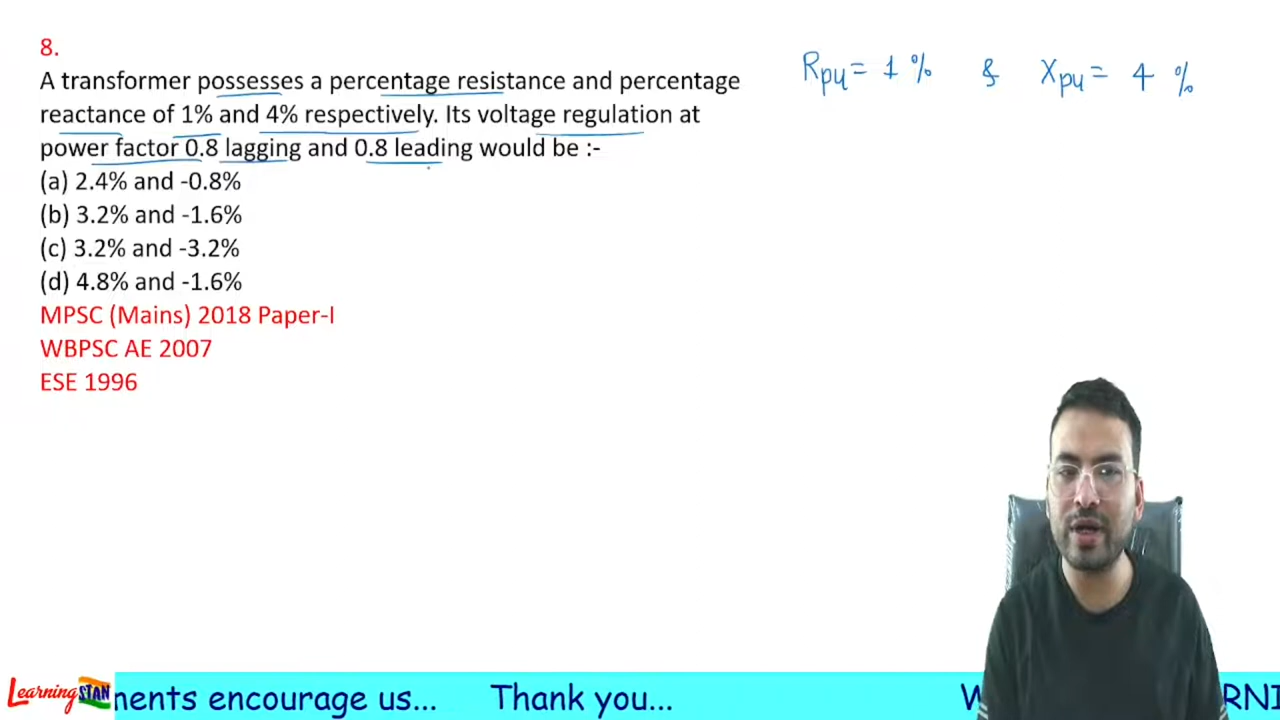 8.
A transformer possesses a percentage resistance and percentage
reactance of 1% and 4% respectively. Its voltage regulation at
power factor 0.8 lagging and 0.8 leading would be :-
(a) 2.4% and -0.8%
(b) 3.2% and -1.6%
(c) 3.2% and -3.2%
(d) 4.8% and -1.6%
MPSC (Mains) 2018 Paper-I
WBPSC AE 2007
ESE 1996
Rpu = 1 % & Xpu = 4 %
LearningSTAN
ments encourage us... Thank you... W RNI